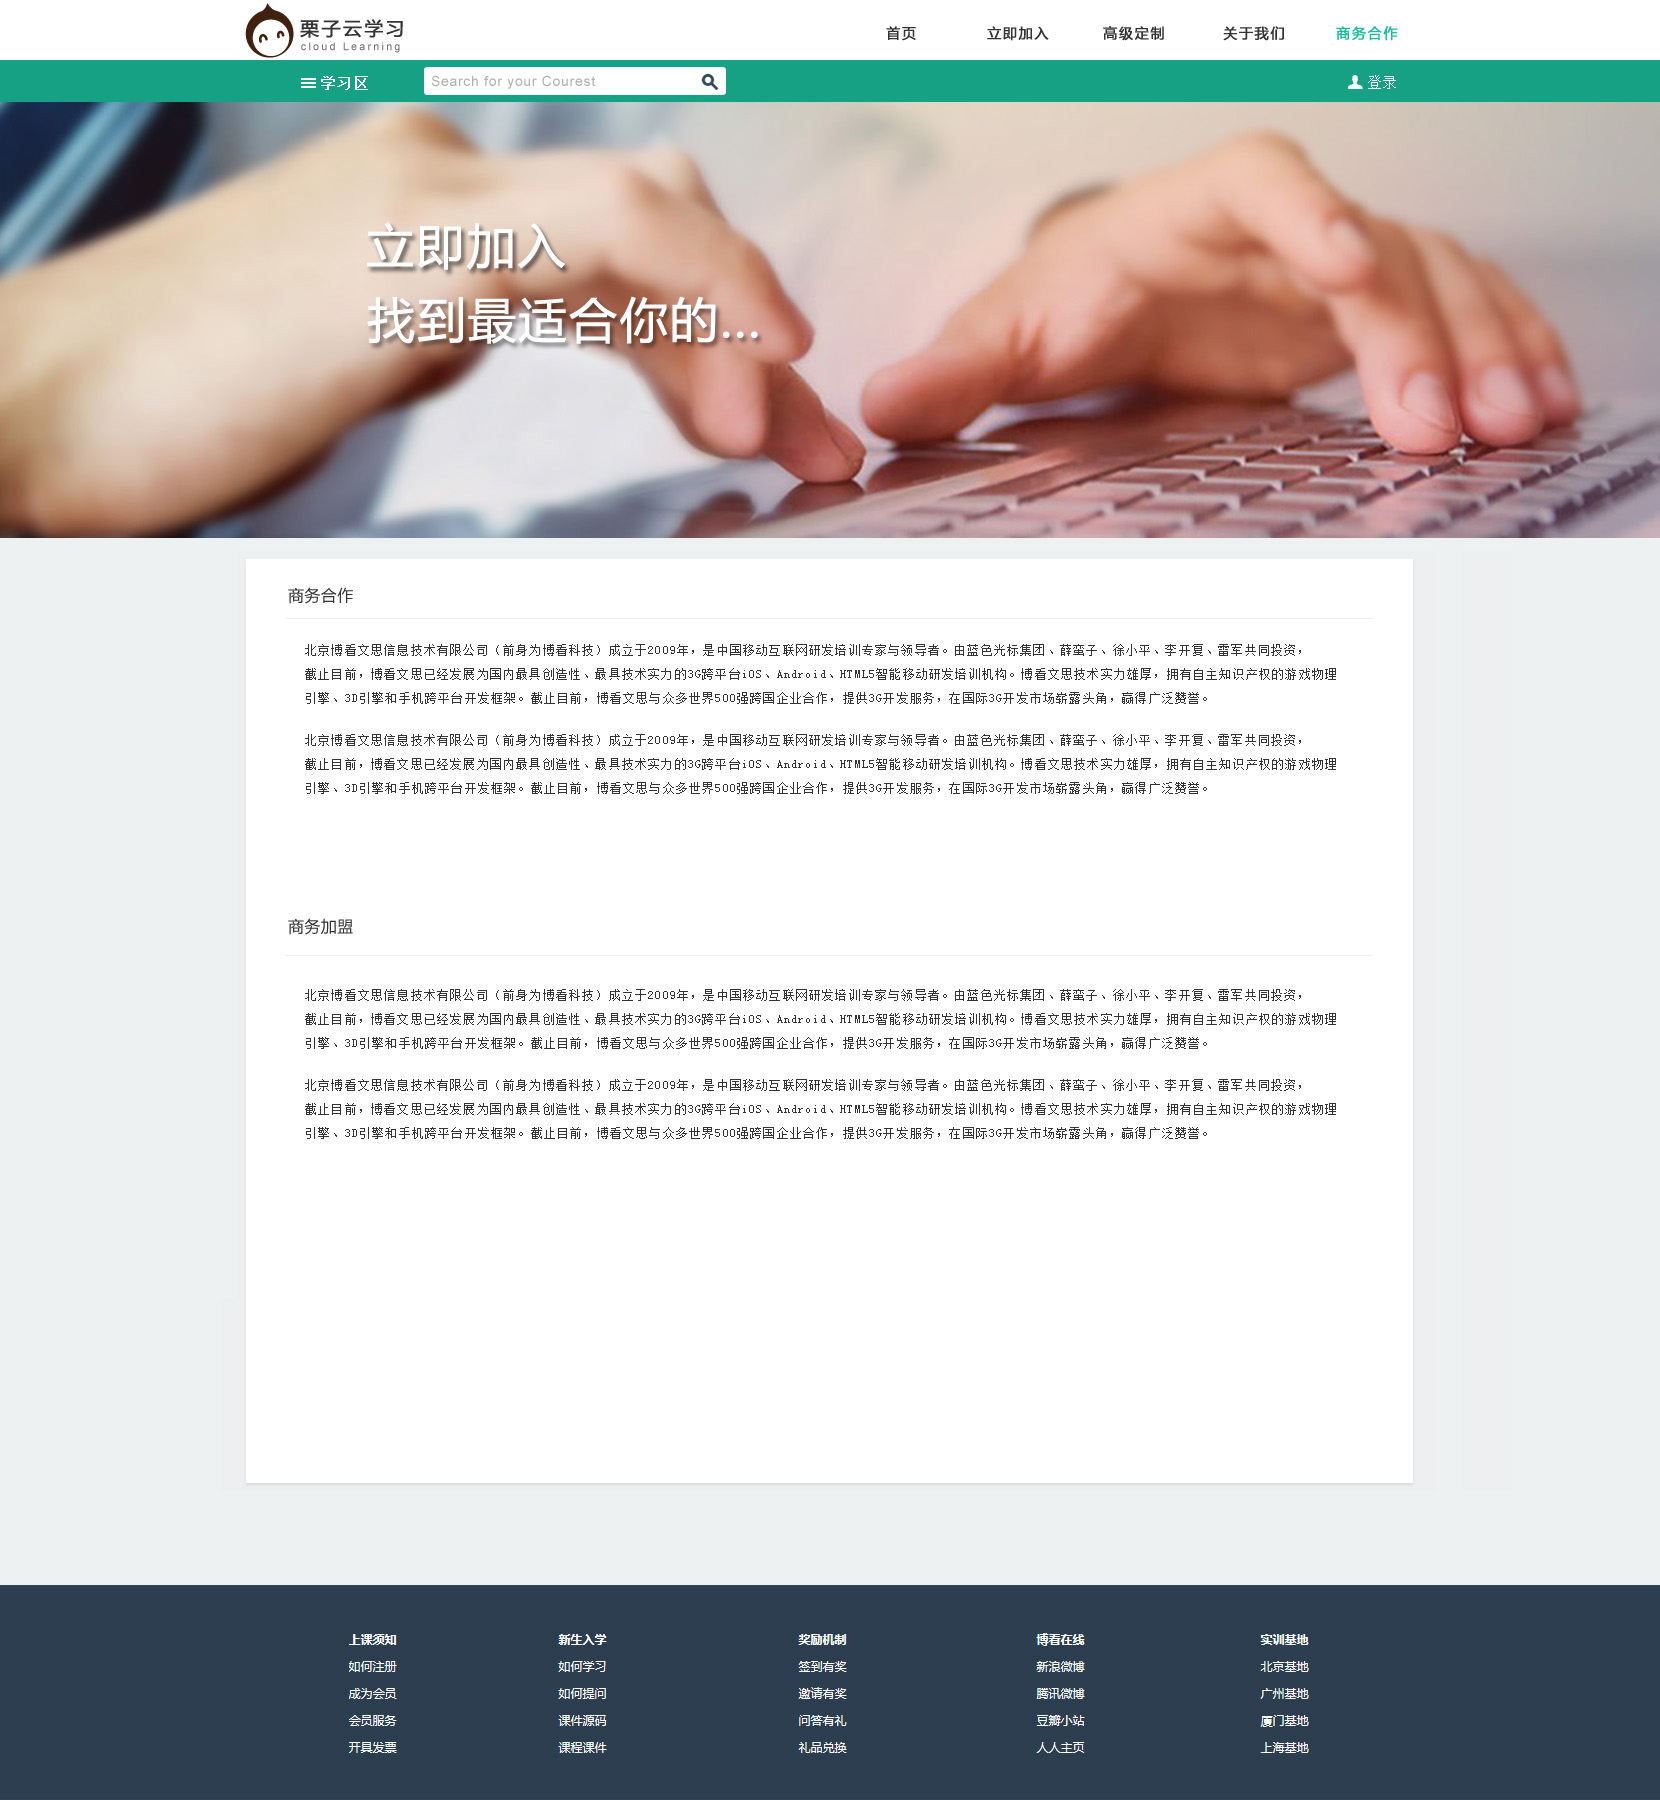 栗子云学习
cloud Learning
首页 立即加入 高级定制 关于我们 商务合作
学习区 Search for your Courest 登录
立即加入
找到最适合你的...
商务合作
北京博看文思信息技术有限公司（前身为博看科技）成立于2009年，是中国移动互联网研发培训专家与领导者。由蓝色光标集团、薛蛮子、徐小平、李开复、雷军共同投资，
截止目前，博看文思已经发展为国内最具创造性、最具技术实力的3G跨平台iOS、Android、HTML5智能移动研发培训机构。博看文思技术实力雄厚，拥有自主知识产权的游戏物理
引擎、3D引擎和手机跨平台开发框架。截止目前，博看文思与众多世界500强跨国企业合作，提供3G开发服务，在国际3G开发市场崭露头角，赢得广泛赞誉。
北京博看文思信息技术有限公司（前身为博看科技）成立于2009年，是中国移动互联网研发培训专家与领导者。由蓝色光标集团、薛蛮子、徐小平、李开复、雷军共同投资，
截止目前，博看文思已经发展为国内最具创造性、最具技术实力的3G跨平台iOS、Android、HTML5智能移动研发培训机构。博看文思技术实力雄厚，拥有自主知识产权的游戏物理
引擎、3D引擎和手机跨平台开发框架。截止目前，博看文思与众多世界500强跨国企业合作，提供3G开发服务，在国际3G开发市场崭露头角，赢得广泛赞誉。
商务加盟
北京博看文思信息技术有限公司（前身为博看科技）成立于2009年，是中国移动互联网研发培训专家与领导者。由蓝色光标集团、薛蛮子、徐小平、李开复、雷军共同投资，
截止目前，博看文思已经发展为国内最具创造性、最具技术实力的3G跨平台iOS、Android、HTML5智能移动研发培训机构。博看文思技术实力雄厚，拥有自主知识产权的游戏物理
引擎、3D引擎和手机跨平台开发框架。截止目前，博看文思与众多世界500强跨国企业合作，提供3G开发服务，在国际3G开发市场崭露头角，赢得广泛赞誉。
北京博看文思信息技术有限公司（前身为博看科技）成立于2009年，是中国移动互联网研发培训专家与领导者。由蓝色光标集团、薛蛮子、徐小平、李开复、雷军共同投资，
截止目前，博看文思已经发展为国内最具创造性、最具技术实力的3G跨平台iOS、Android、HTML5智能移动研发培训机构。博看文思技术实力雄厚，拥有自主知识产权的游戏物理
引擎、3D引擎和手机跨平台开发框架。截止目前，博看文思与众多世界500强跨国企业合作，提供3G开发服务，在国际3G开发市场崭露头角，赢得广泛赞誉。
上课须知 新生入学 奖励机制 博看在线 实训基地
如何注册 如何学习 签到有奖 新浪微博 北京基地
成为会员 如何提问 邀请有奖 腾讯微博 广州基地
会员服务 课件源码 问答有礼 豆瓣小站 厦门基地
开具发票 课程课件 礼品兑换 人人主页 上海基地